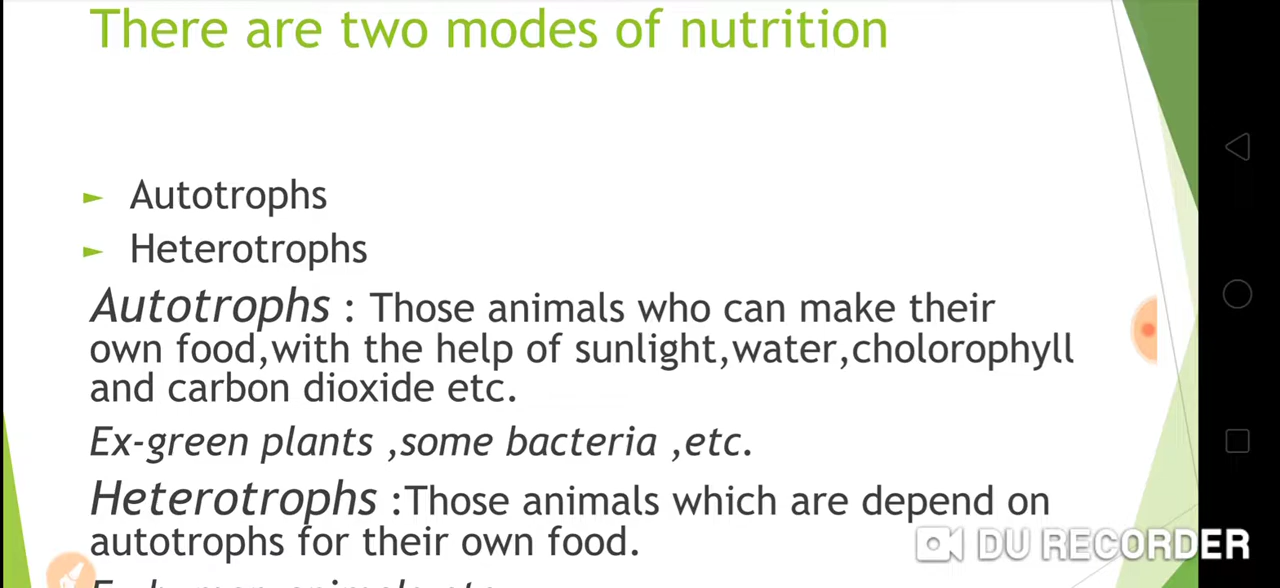 There are two modes of nutrition
► Autotrophs
► Heterotrophs
Autotrophs : Those animals who can make their
own food,with the help of sunlight,water,cholorophyll
and carbon dioxide etc.
Ex-green plants ,some bacteria ,etc.
Heterotrophs :Those animals which are depend on
autotrophs for their own food.
DU RECORDER